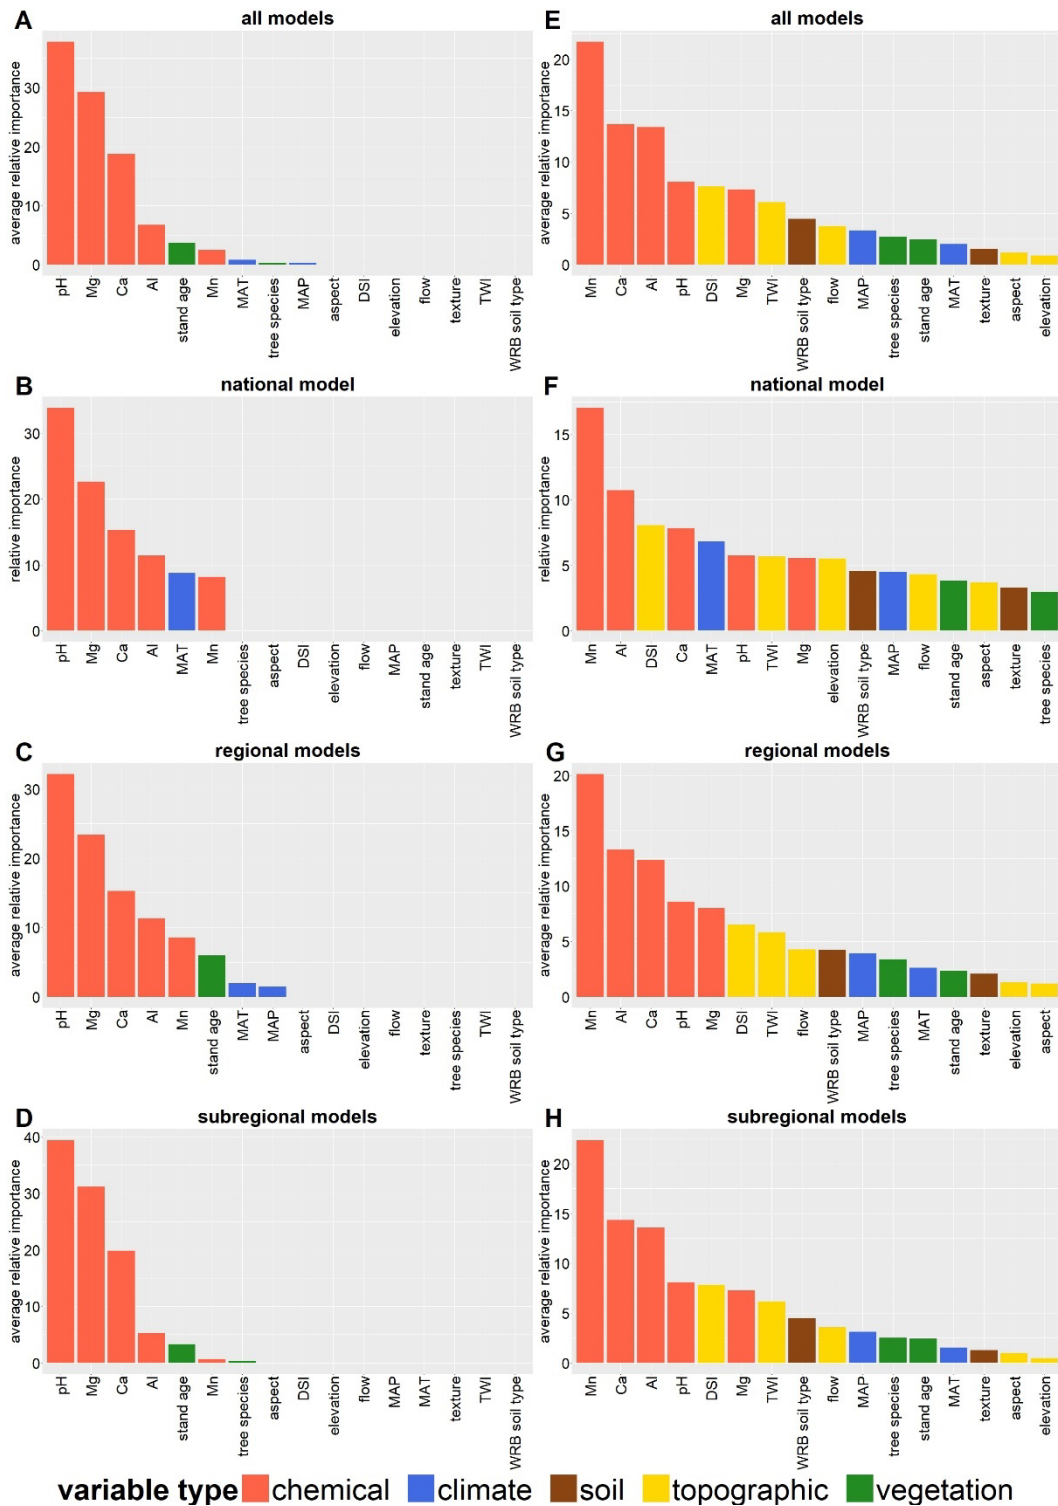 A all models
average relative importance
30
20
10
0
pH Mg Ca Al stand age Mn MAT tree species MAP aspect DSI elevation flow texture TWI WRB soil type
E all models
average relative importance
20
15
10
5
0
Mn Ca Al pH DSI Mg TWI WRB soil type flow MAP tree species stand age MAT texture aspect elevation
B national model
relative importance
30
20
10
0
pH Mg Ca Al MAT Mn tree species aspect DSI elevation flow MAP stand age texture TWI WRB soil type
F national model
relative importance
15
10
5
0
Mn Al DSI Ca MAT pH TWI Mg elevation WRB soil type MAP flow stand age aspect texture tree species
C regional models
average relative importance
30
20
10
0
pH Mg Ca Al Mn stand age MAT MAP aspect DSI elevation flow texture tree species TWI WRB soil type
G regional models
average relative importance
20
15
10
5
0
Mn Al Ca pH Mg DSI TWI flow WRB soil type MAP tree species MAT stand age texture elevation aspect
D subregional models
average relative importance
40
30
20
10
0
pH Mg Ca Al stand age Mn tree species aspect DSI elevation flow MAP MAT texture TWI WRB soil type
H subregional models
average relative importance
20
15
10
5
0
Mn Ca Al pH DSI Mg TWI WRB soil type flow MAP tree species stand age MAT texture aspect elevation
variable type chemical climate soil topographic vegetation